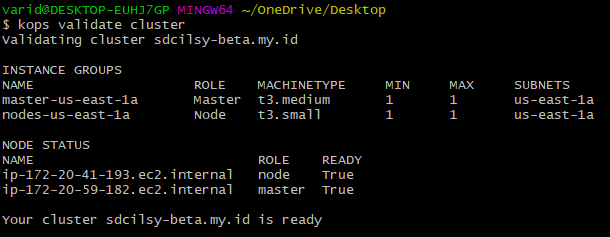 varid@DESKTOP-EUHJ7GP MINGW64 ~/OneDrive/Desktop
$ kops validate cluster
Validating cluster sdcilsy-beta.my.id
INSTANCE GROUPS
NAME ROLE MACHINETYPE MIN MAX SUBNETS
master-us-east-1a Master t3.medium 1 1 us-east-1a
nodes-us-east-1a Node t3.small 1 1 us-east-1a
NODE STATUS
NAME ROLE READY
ip-172-20-41-193.ec2.internal node True
ip-172-20-59-182.ec2.internal master True
Your cluster sdcilsy-beta.my.id is ready